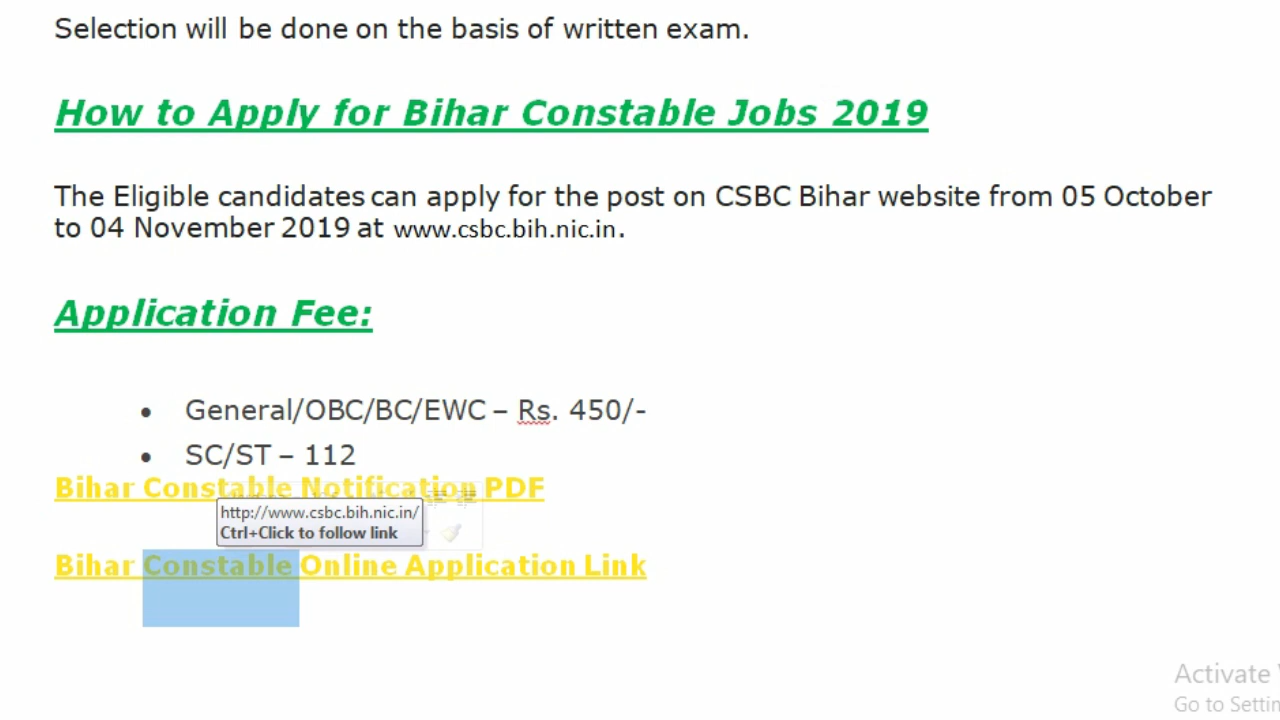 Selection will be done on the basis of written exam.
How to Apply for Bihar Constable Jobs 2019
The Eligible candidates can apply for the post on CSBC Bihar website from 05 October
to 04 November 2019 at www.csbc.bih.nic.in.
Application Fee:
• General/OBC/BC/EWC – Rs. 450/-
• SC/ST – 112
Bihar Constable Notification PDF
http://www.csbc.bih.nic.in/
Ctrl+Click to follow link
Bihar Constable Online Application Link
Activate
Go to Settin